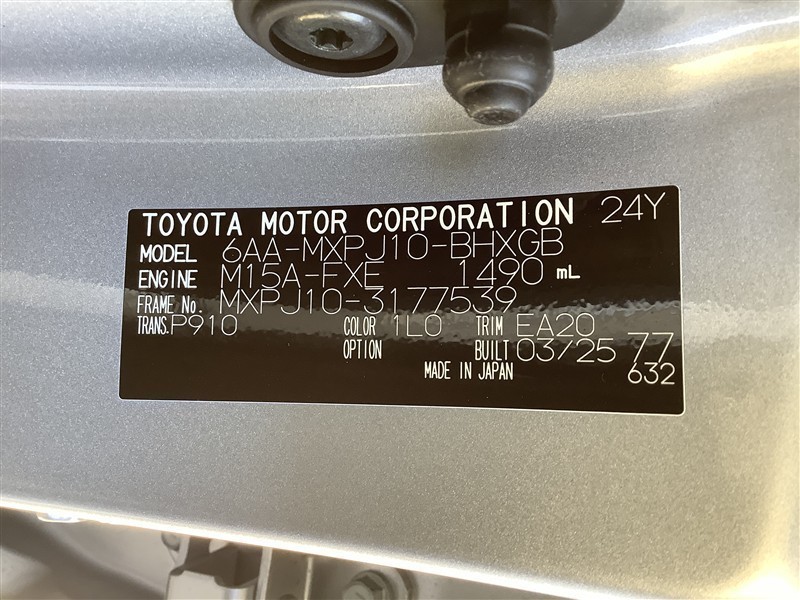 TOYOTA MOTOR CORPORATION 24Y
MODEL 6AA-MXPJ10-BHXGB
ENGINE M15A-FXE 1490 mL
FRAME No. MXPJ10-3177539
TRANS. P910 COLOR 1L0 TRIM EA20
OPTION BUILT 03/25 77
MADE IN JAPAN 632